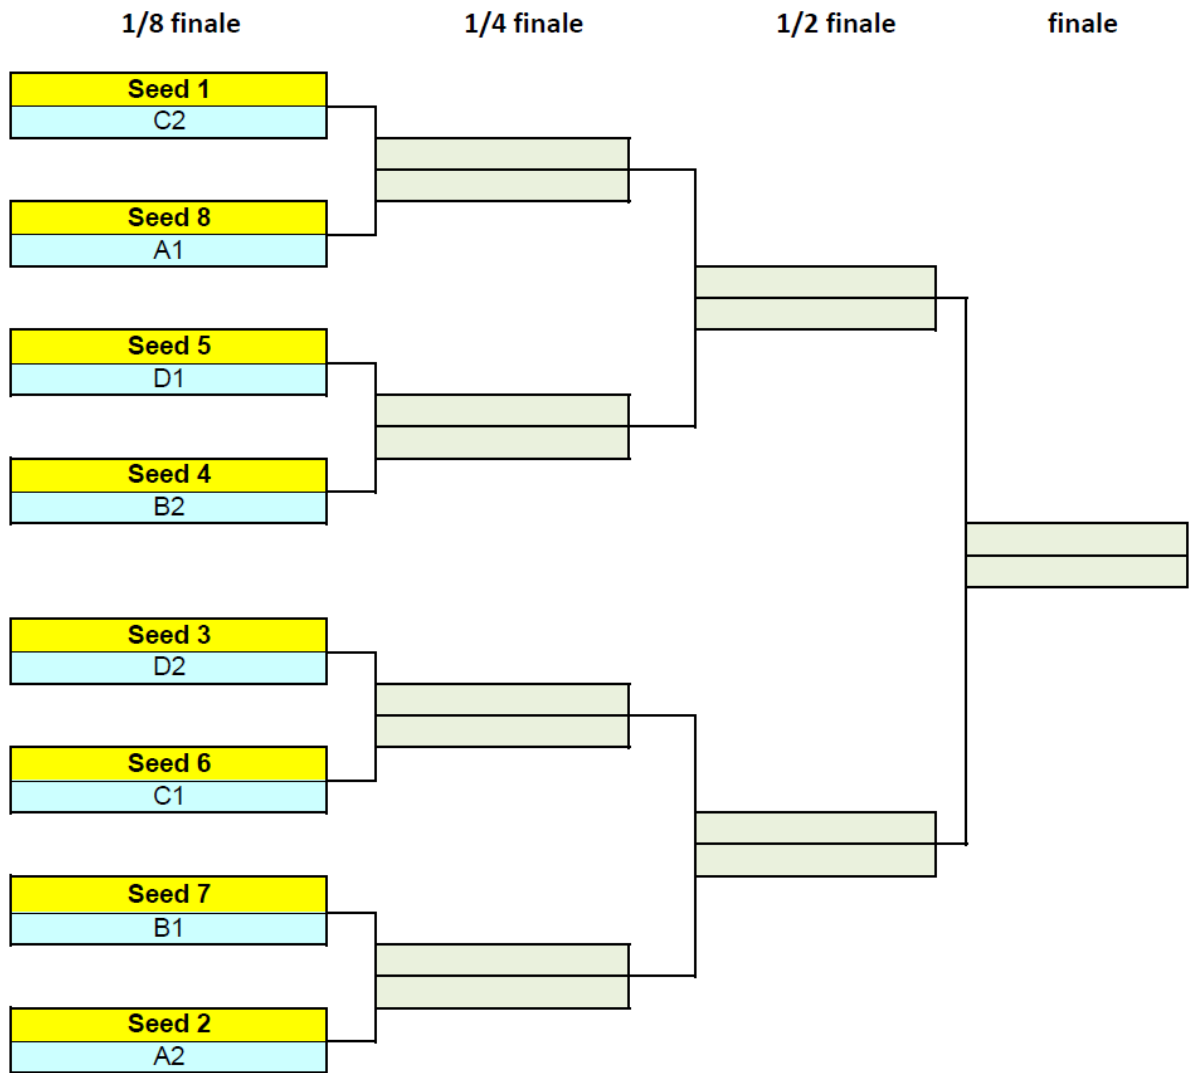 1/8 finale 1/4 finale 1/2 finale finale
Seed 1
C2
Seed 8
A1
Seed 5
D1
Seed 4
B2
Seed 3
D2
Seed 6
C1
Seed 7
B1
Seed 2
A2